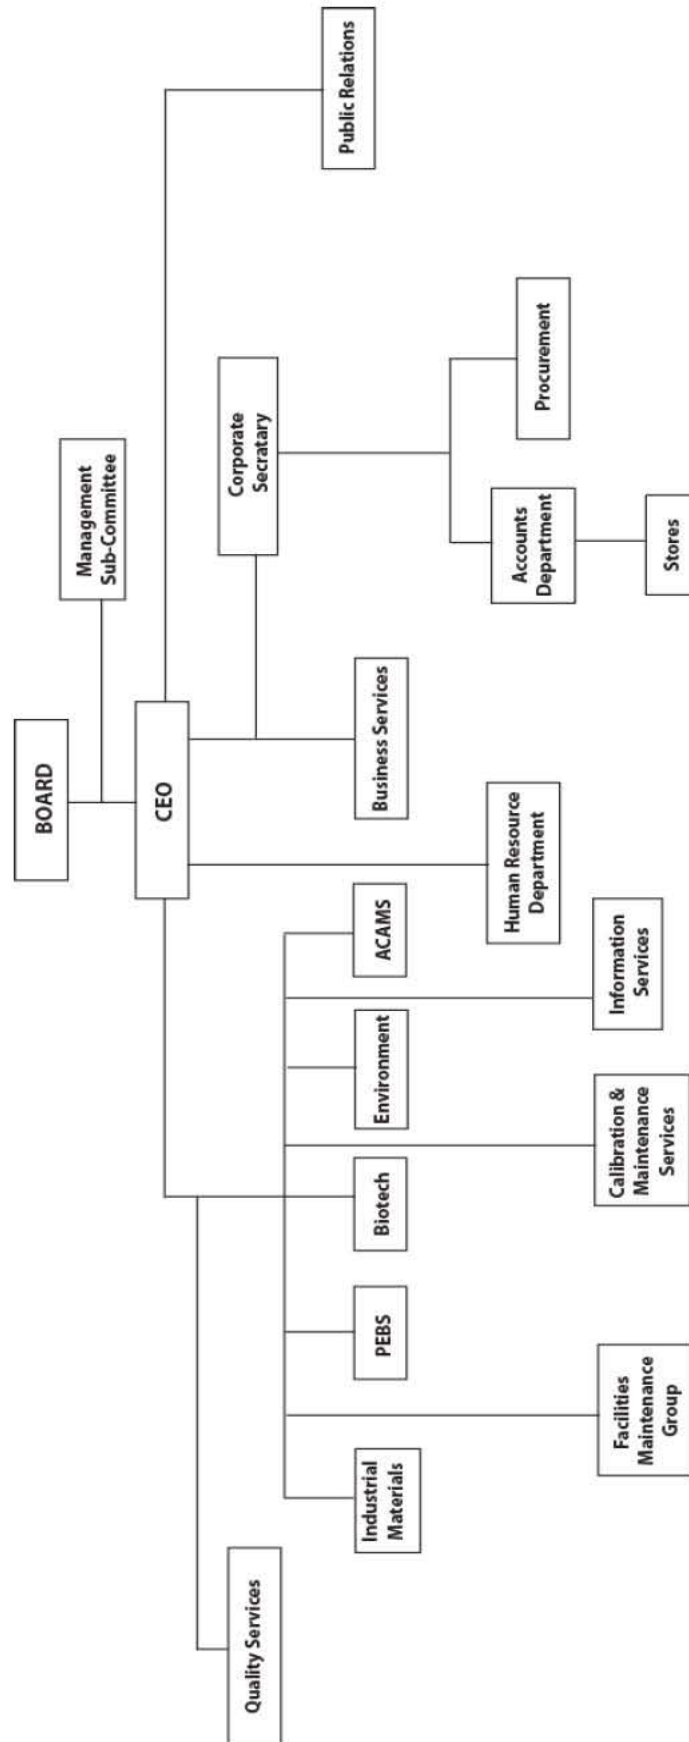 BOARD
Management
Sub-Committee
CEO
Quality Services
Corporate
Secratary
Public Relations
Industrial
Materials
PEBS
Biotech
Environment
ACAMS
Business Services
Human Resource
Department
Accounts
Department
Procurement
Facilities
Maintenance
Group
Calibration &
Maintenance
Services
Information
Services
Stores